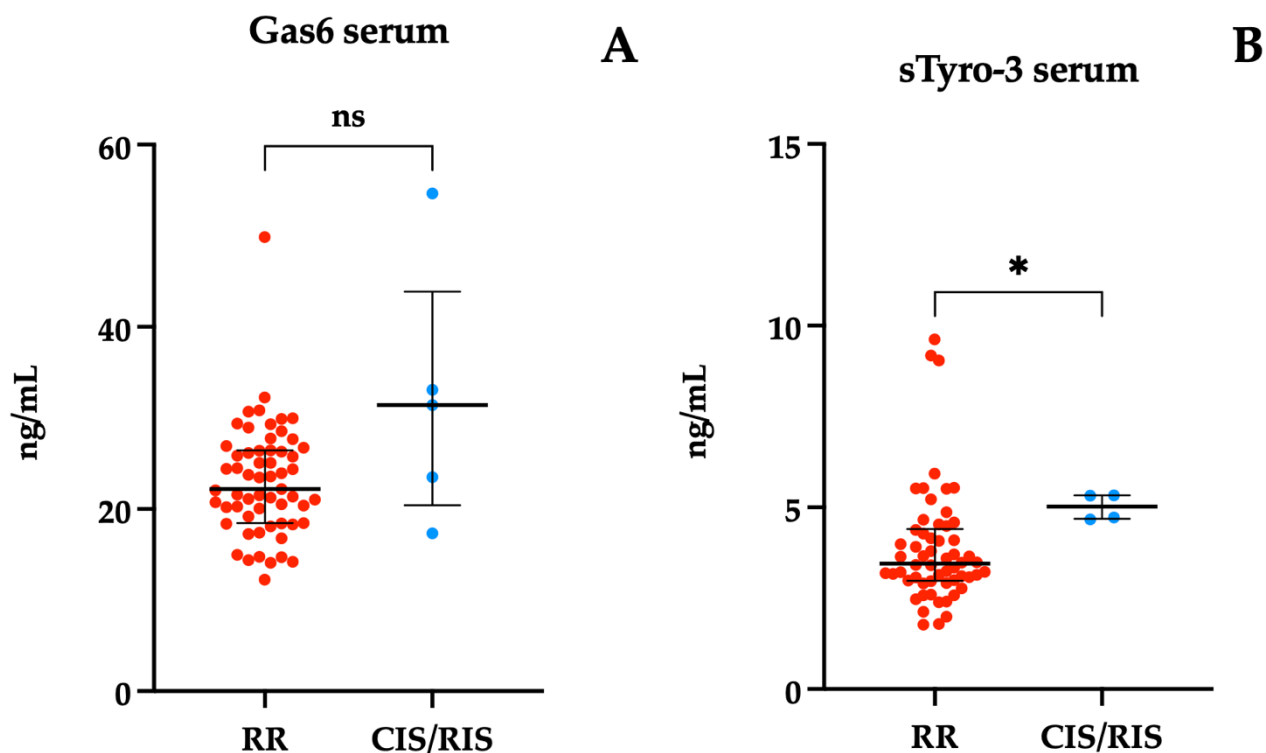 Gas6 serum
A
ns
60
40
20
0
ng/mL
RR
CIS/RIS
B
sTyro-3 serum
*
15
10
5
0
ng/mL
RR
CIS/RIS